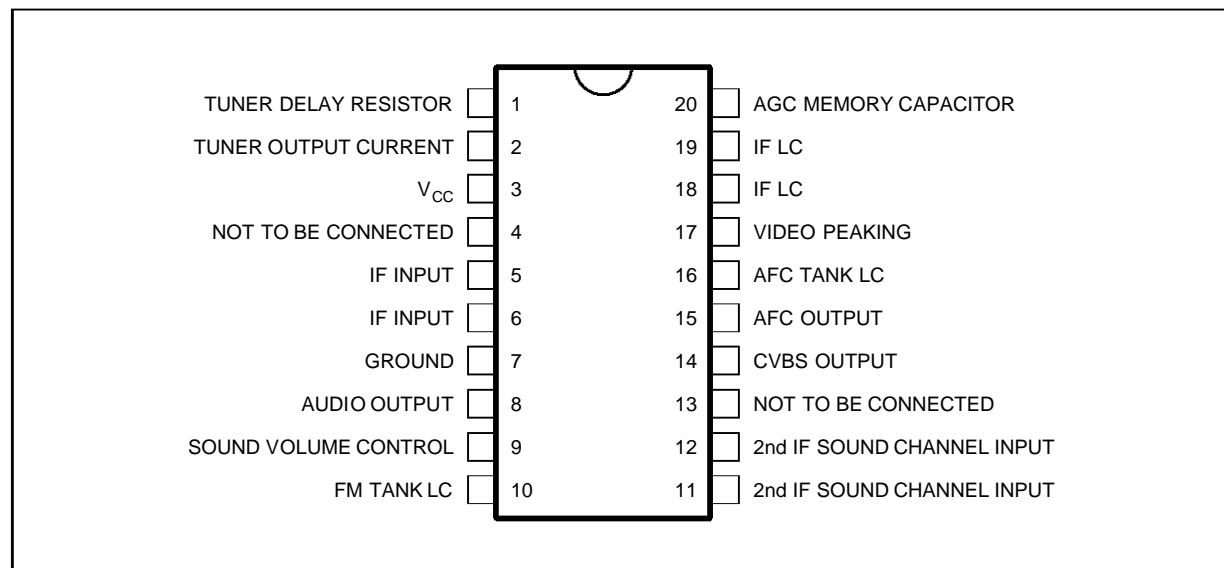 TUNER DELAY RESISTOR 1 20 AGC MEMORY CAPACITOR
TUNER OUTPUT CURRENT 2 19 IF LC
VCC 3 18 IF LC
NOT TO BE CONNECTED 4 17 VIDEO PEAKING
IF INPUT 5 16 AFC TANK LC
IF INPUT 6 15 AFC OUTPUT
GROUND 7 14 CVBS OUTPUT
AUDIO OUTPUT 8 13 NOT TO BE CONNECTED
SOUND VOLUME CONTROL 9 12 2nd IF SOUND CHANNEL INPUT
FM TANK LC 10 11 2nd IF SOUND CHANNEL INPUT